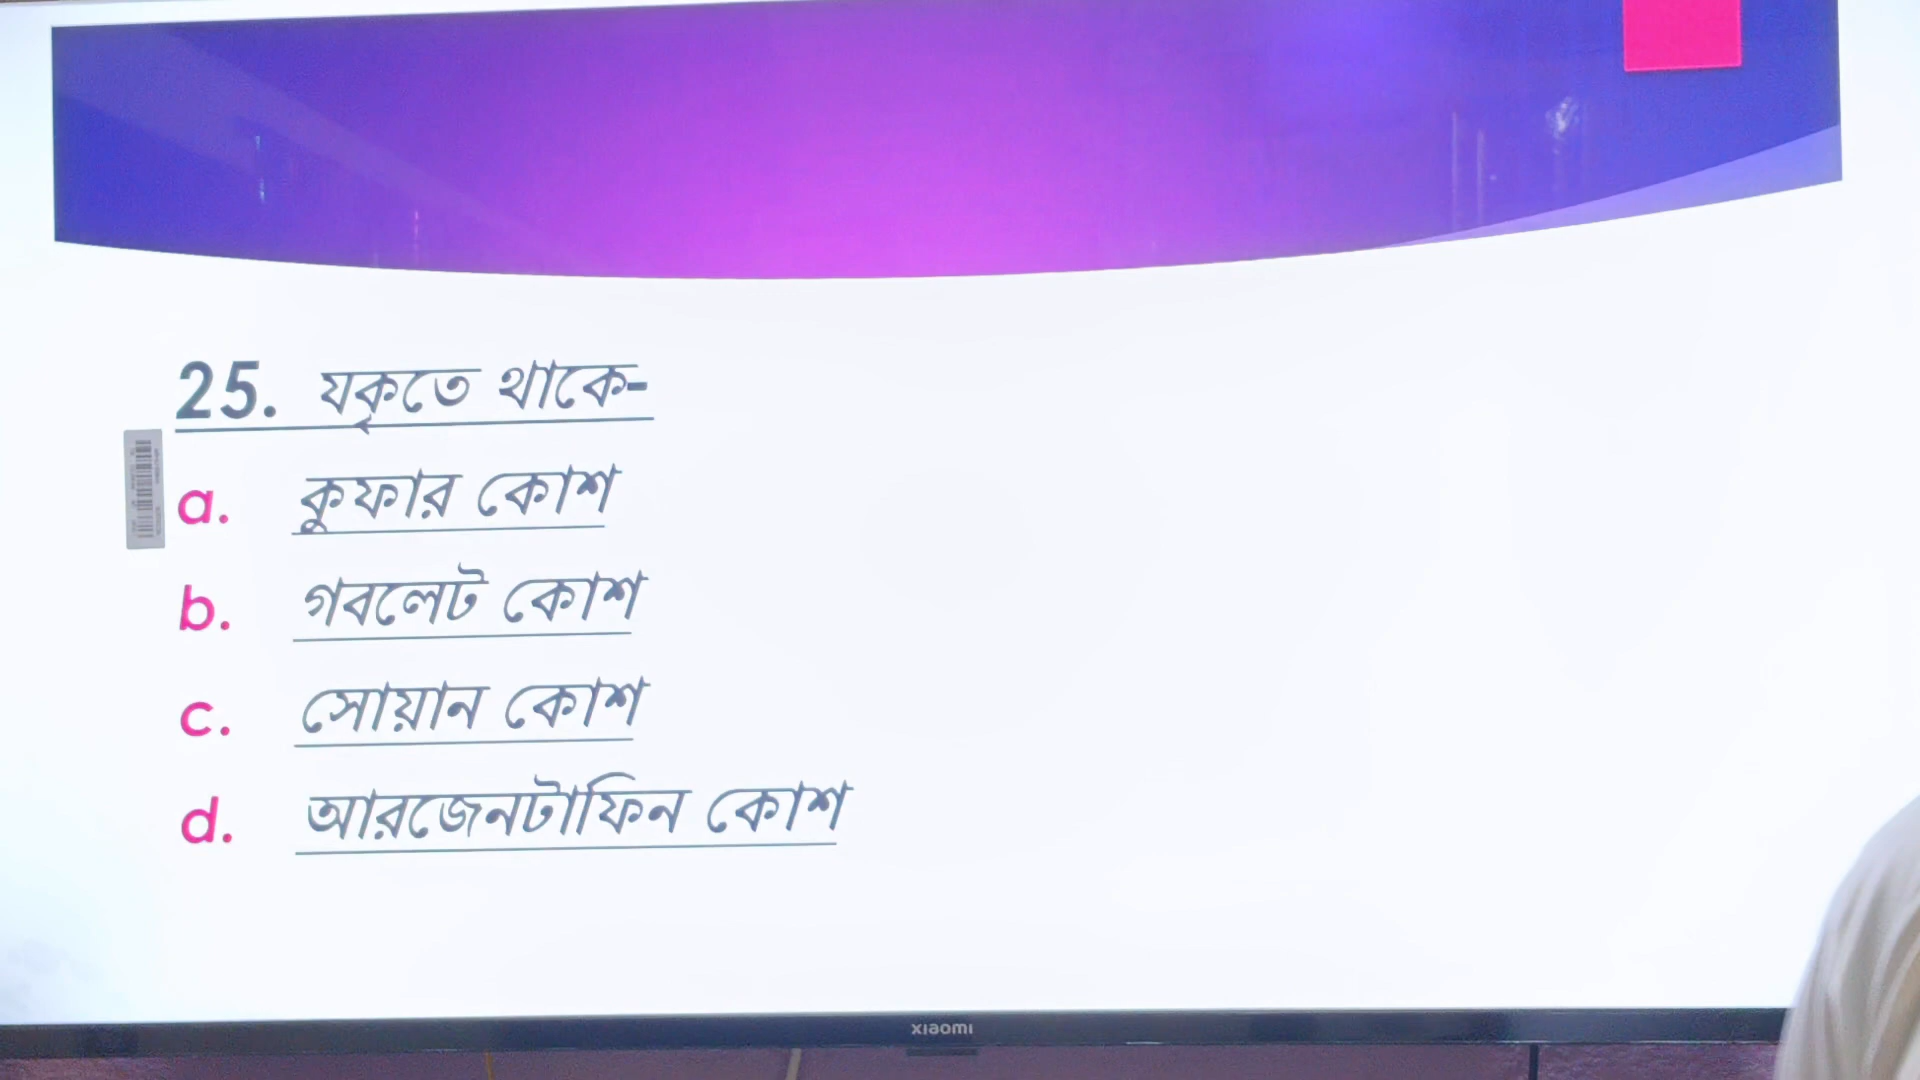 25. যকৃতে থাকে-
a. কুফার কোশ
b. গবলেট কোশ
c. সোয়ান কোশ
d. আরজেনটাফিন কোশ
xiaomi